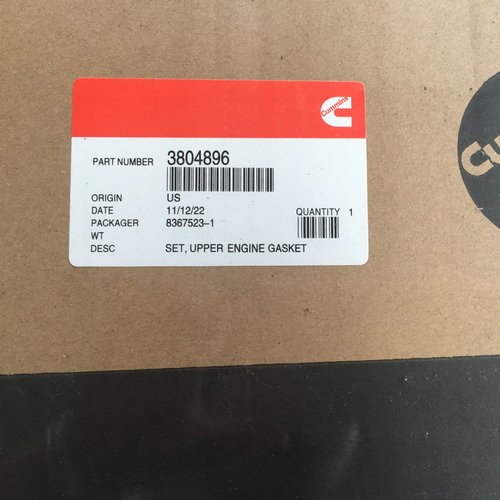 Cummins
PART NUMBER 3804896
ORIGIN US
DATE 11/12/22 QUANTITY 1
PACKAGER 8367523-1
WT
DESC SET, UPPER ENGINE GASKET